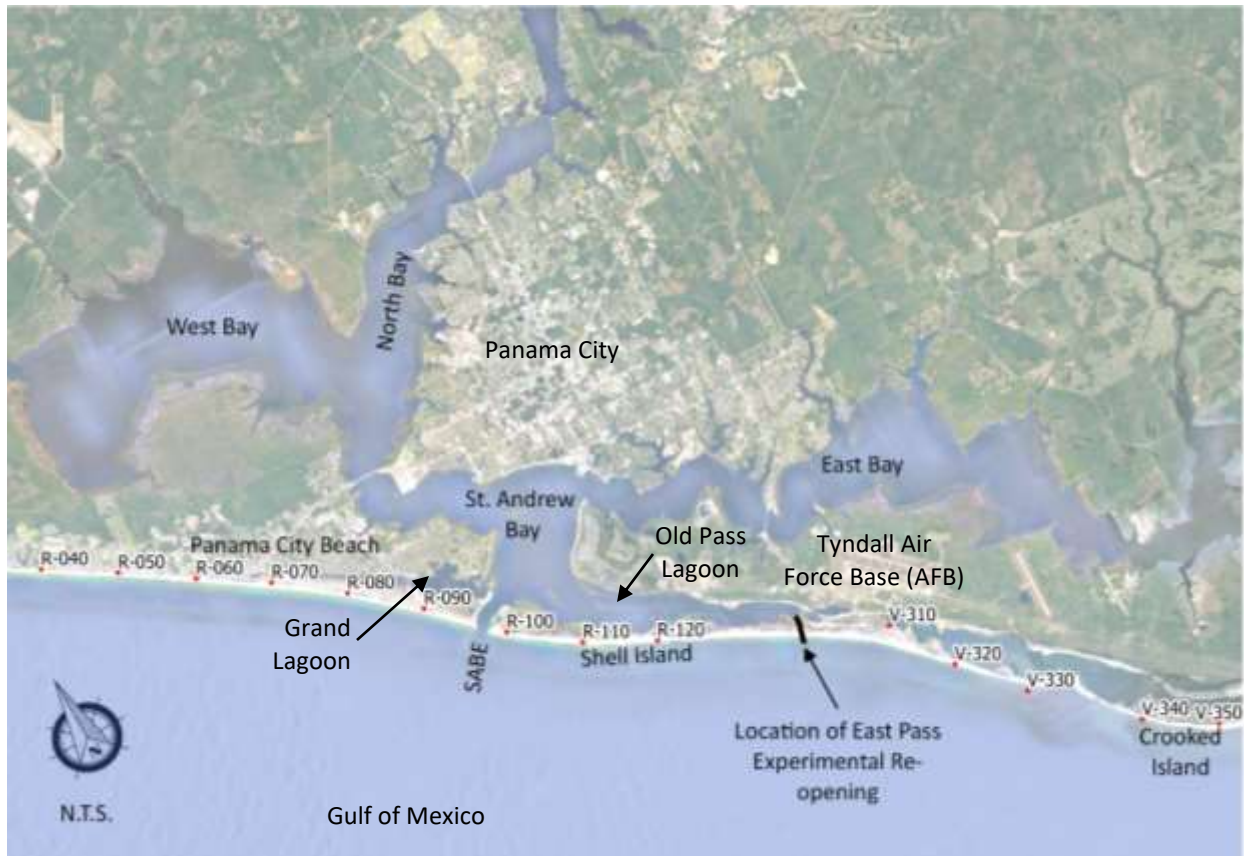 North Bay
West Bay
Panama City
East Bay
St. Andrew
Bay
Old Pass
Lagoon
Tyndall Air
Force Base (AFB)
Panama City Beach
R-040
R-050
R-060
R-070
R-080
R-090
R-100
R-110
R-120
V-310
V-320
V-330
V-340
V-350
Grand
Lagoon
SABE
Shell Island
Location of East Pass
Experimental Re-
opening
Crooked
Island
N.T.S.
Gulf of Mexico